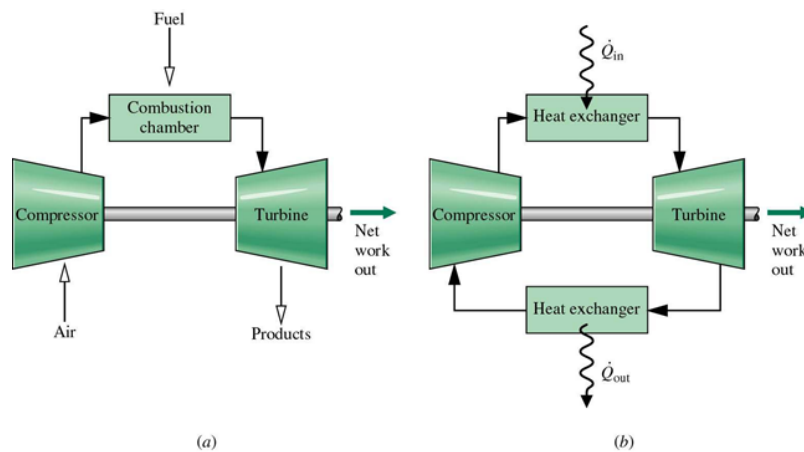 Fuel
Combustion
chamber
Compressor
Turbine
Net
work
out
Air
Products
(a)
Q̇in
Heat exchanger
Compressor
Turbine
Net
work
out
Heat exchanger
Q̇out
(b)